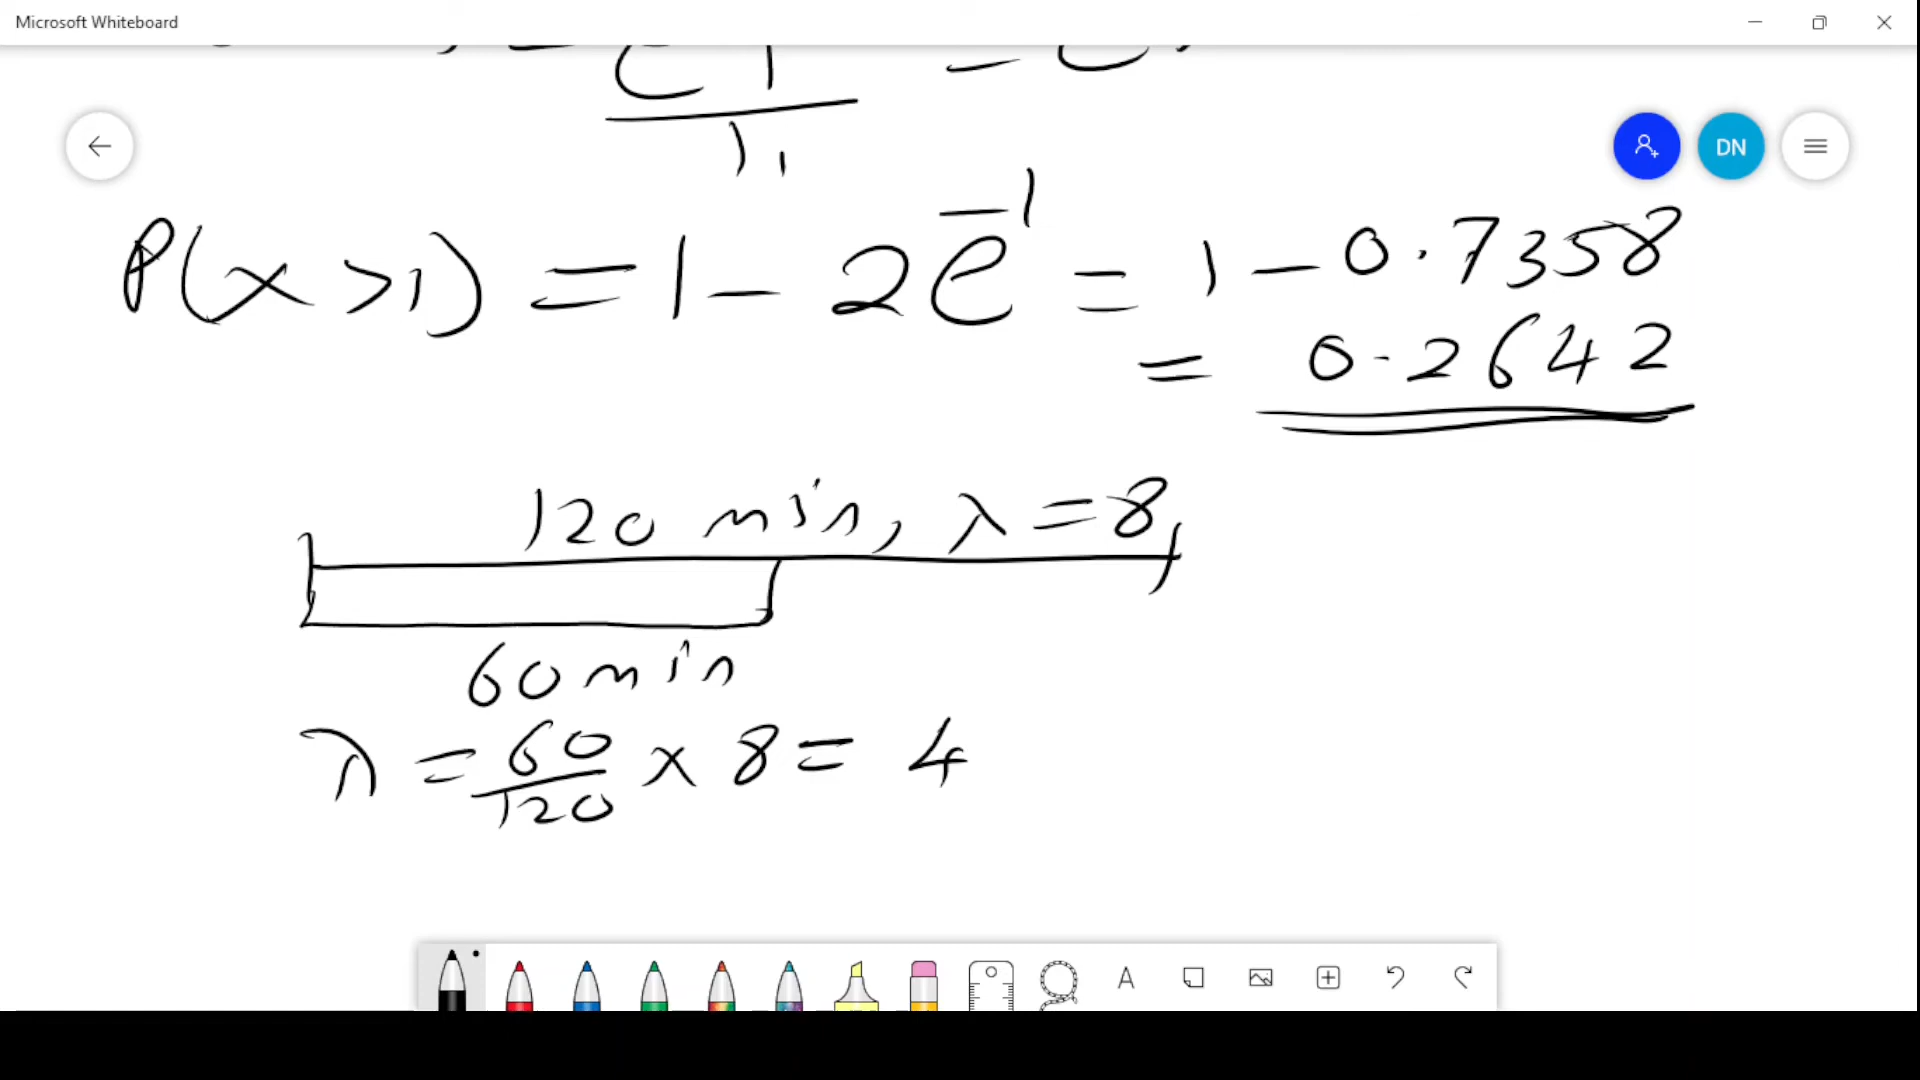 Microsoft Whiteboard
DN
P(x>1) = 1 - 2e^-1 = 1 - 0.7358
= 0.2642
120 min, λ = 8
60 min
λ = 60/120 x 8 = 4
A